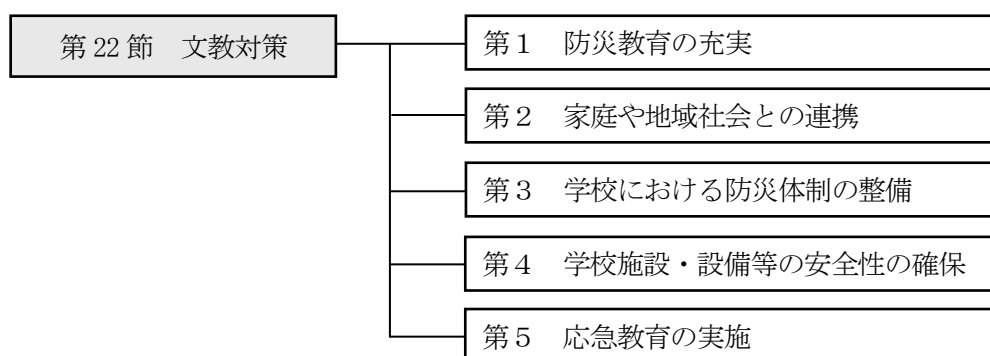 第22節　文教対策
第１　防災教育の充実
第２　家庭や地域社会との連携
第３　学校における防災体制の整備
第４　学校施設・設備等の安全性の確保
第５　応急教育の実施